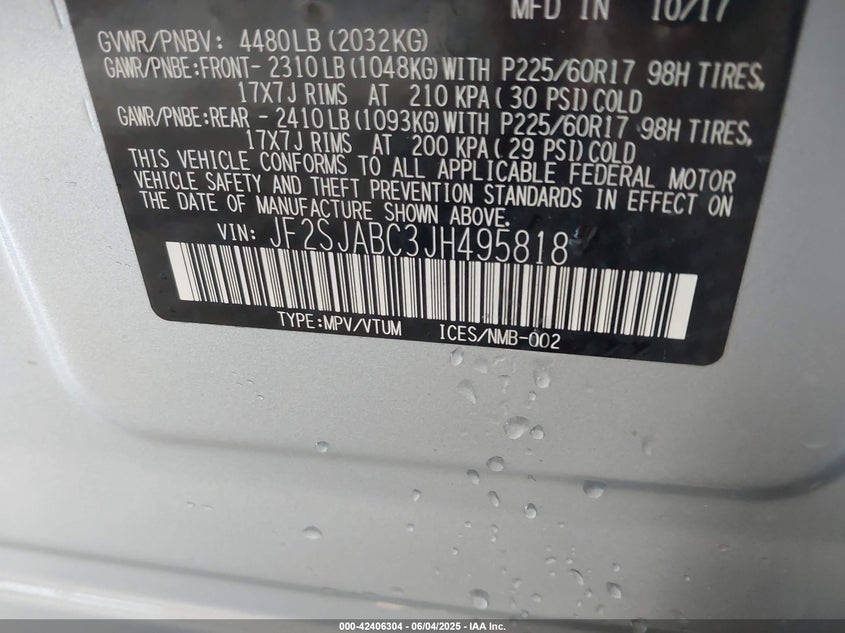 MFD IN 10/17
GVWR/PNBV: 4480LB(2032KG)
GAWR/PNBE:FRONT- 2310LB(1048KG)WITH P225/60R17 98H TIRES,
17X7J RIMS AT 210 KPA(30 PSI)COLD
GAWR/PNBE:REAR - 2410LB(1093KG)WITH P225/60R17 98H TIRES,
17X7J RIMS AT 200 KPA(29 PSI)COLD
THIS VEHICLE CONFORMS TO ALL APPLICABLE FEDERAL MOTOR
VEHICLE SAFETY AND THEFT PREVENTION STANDARDS IN EFFECT ON
THE DATE OF MANUFACTURE SHOWN ABOVE.
VIN: JF2SJABC3JH495818
TYPE:MPV/VTUM ICES/NMB-002
000-42406304 - 06/04/2025 - IAA Inc.